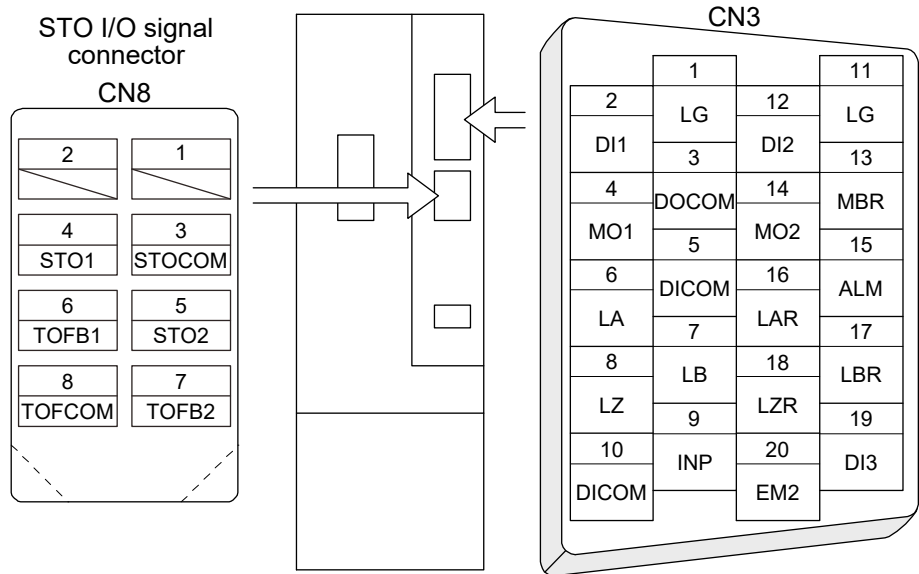 STO I/O signal
connector
CN8
2
1
4
STO1
3
STOCOM
6
TOFB1
5
STO2
8
TOFCOM
7
TOFB2
CN3
1
LG
2
DI1
3
DOCOM
4
MO1
5
DICOM
6
LA
7
LB
8
LZ
9
INP
10
DICOM
11
LG
12
DI2
13
MBR
14
MO2
15
ALM
16
LAR
17
LBR
18
LZR
19
DI3
20
EM2